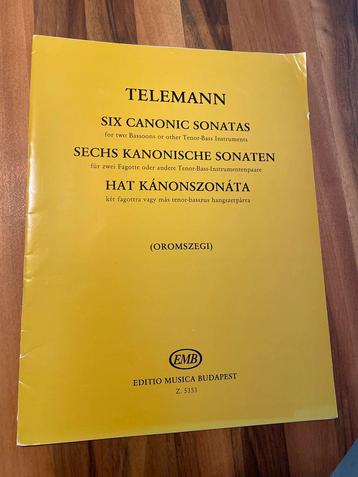 TELEMANN
SIX CANONIC SONATAS
for two Bassoons or other Tenor-Bass Instruments
SECHS KANONISCHE SONATEN
für zwei Fagotte oder andere Tenor-Bass-Instrumentenpaare
HAT KÁNONSZONÁTA
két fagottra vagy más tenor-basszus hangszerpárra
(OROMSZEGI)
EMB
EDITIO MUSICA BUDAPEST
Z. 5353